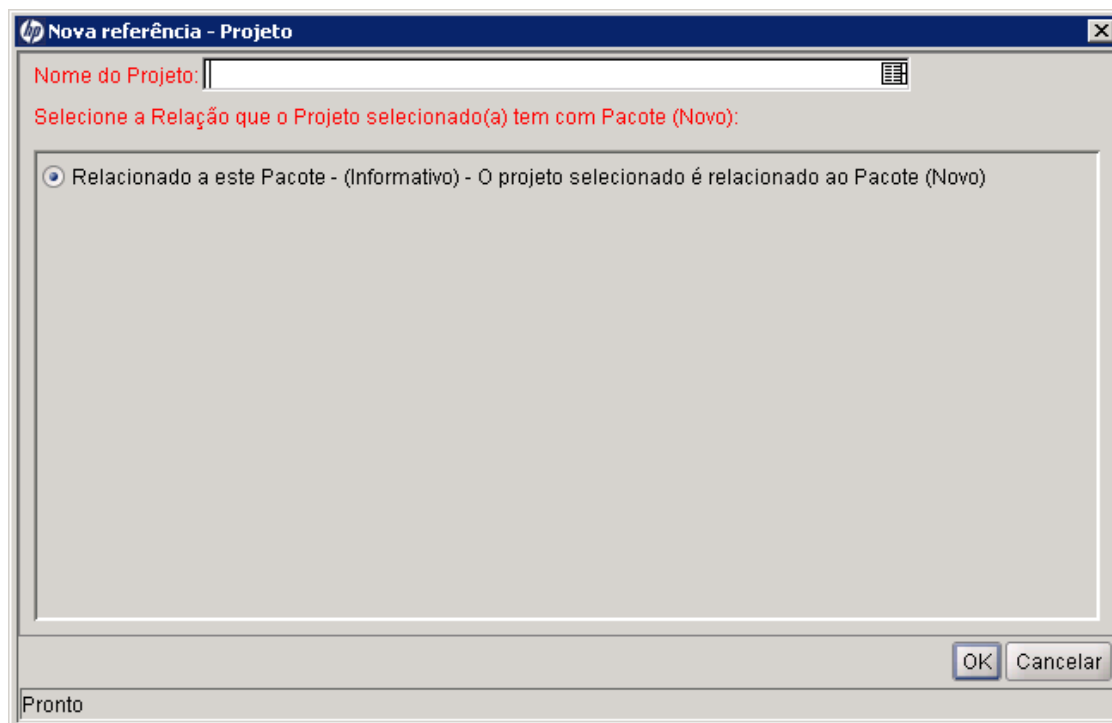 hp Nova referência - Projeto
Nome do Projeto:
Selecione a Relação que o Projeto selecionado(a) tem com Pacote (Novo):
Relacionado a este Pacote - (Informativo) - O projeto selecionado é relacionado ao Pacote (Novo)
OK Cancelar
Pronto